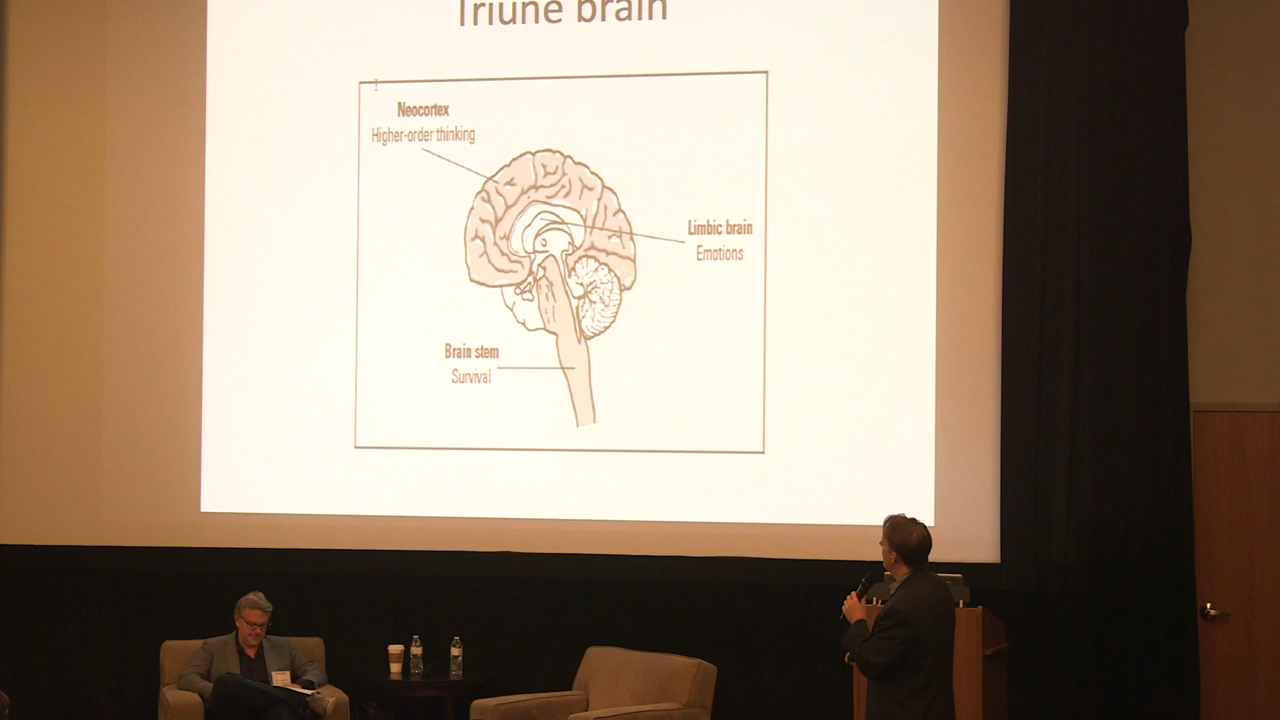 Triune brain
Neocortex
Higher-order thinking
Limbic brain
Emotions
Brain stem
Survival